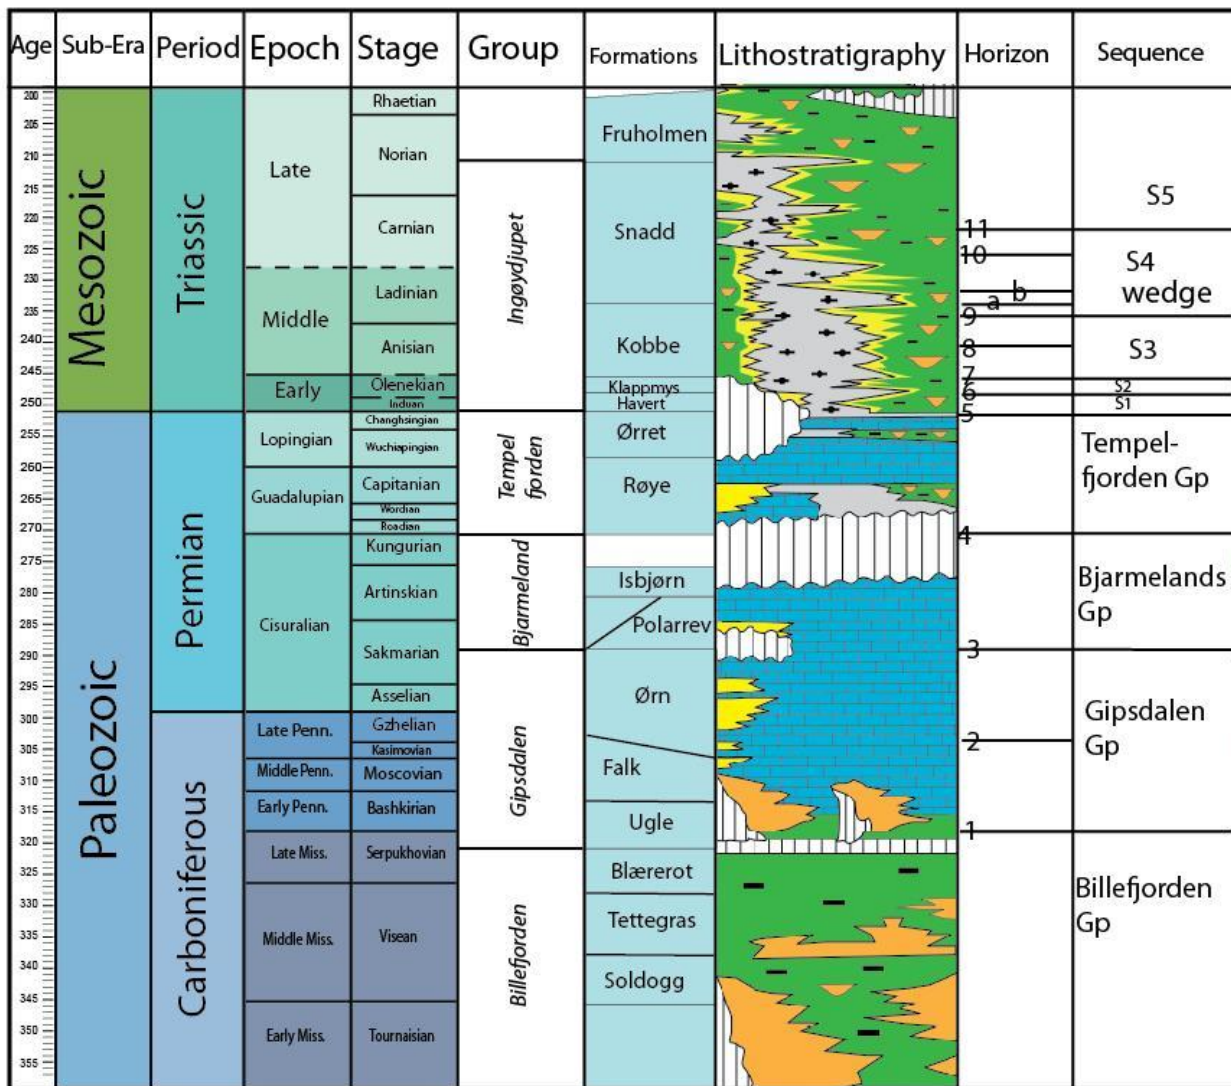 Age Sub-Era Period Epoch Stage Group Formations Lithostratigraphy Horizon Sequence
200
205
210
215
220
225
230
235
240
245
250
255
260
265
270
275
280
285
290
295
300
305
310
315
320
325
330
335
340
345
350
355
Mesozoic
Paleozoic
Triassic
Permian
Carboniferous
Late
Middle
Early
Lopingian
Guadalupian
Cisuralian
Late Penn.
Middle Penn.
Early Penn.
Late Miss.
Middle Miss.
Early Miss.
Rhaetian
Norian
Carnian
Ladinian
Anisian
Olenekian
Induan
Changhsingian
Wuchiapingian
Capitanian
Wordian
Roadian
Kungurian
Artinskian
Sakmarian
Asselian
Gzhelian
Kasimovian
Moscovian
Bashkirian
Serpukhovian
Visean
Tournaisian
Ingøydjupet
Tempel
fjorden
Bjarmeland
Gipsdalen
Billefjorden
Fruholmen
Snadd
Kobbe
Klappmys
Havert
Ørret
Røye
Isbjørn
Polarrev
Ørn
Falk
Ugle
Blærerot
Tettegras
Soldogg
11
10
b
a
9
8
7
6
5
4
3
2
1
S5
S4
wedge
S3
S2
S1
Tempel-
fjorden Gp
Bjarmelands
Gp
Gipsdalen
Gp
Billefjorden
Gp